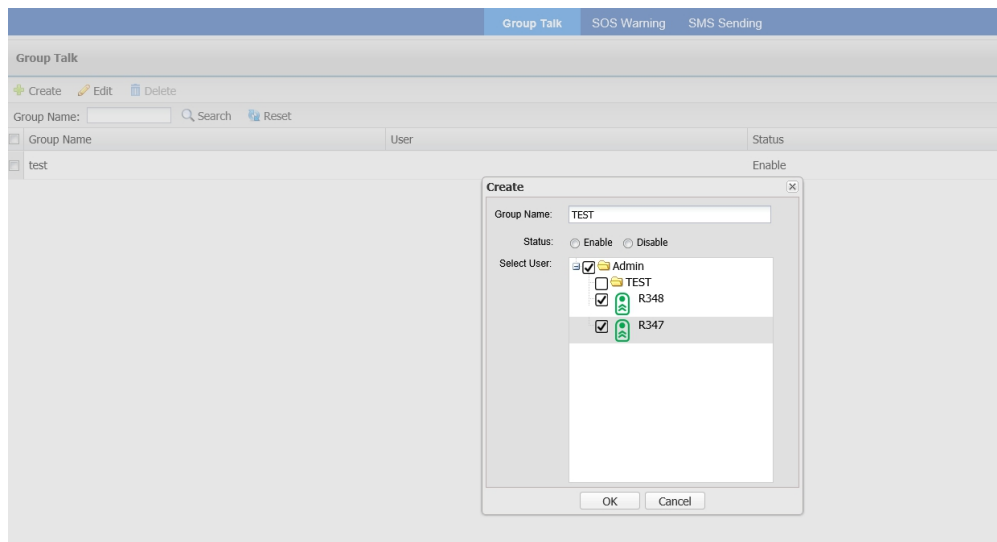 Group Talk SOS Warning SMS Sending
Group Talk
Create Edit Delete
Group Name: Search Reset
Group Name User Status
test Enable
Create
Group Name: TEST
Status: Enable Disable
Select User: Admin
TEST
R348
R347
OK Cancel